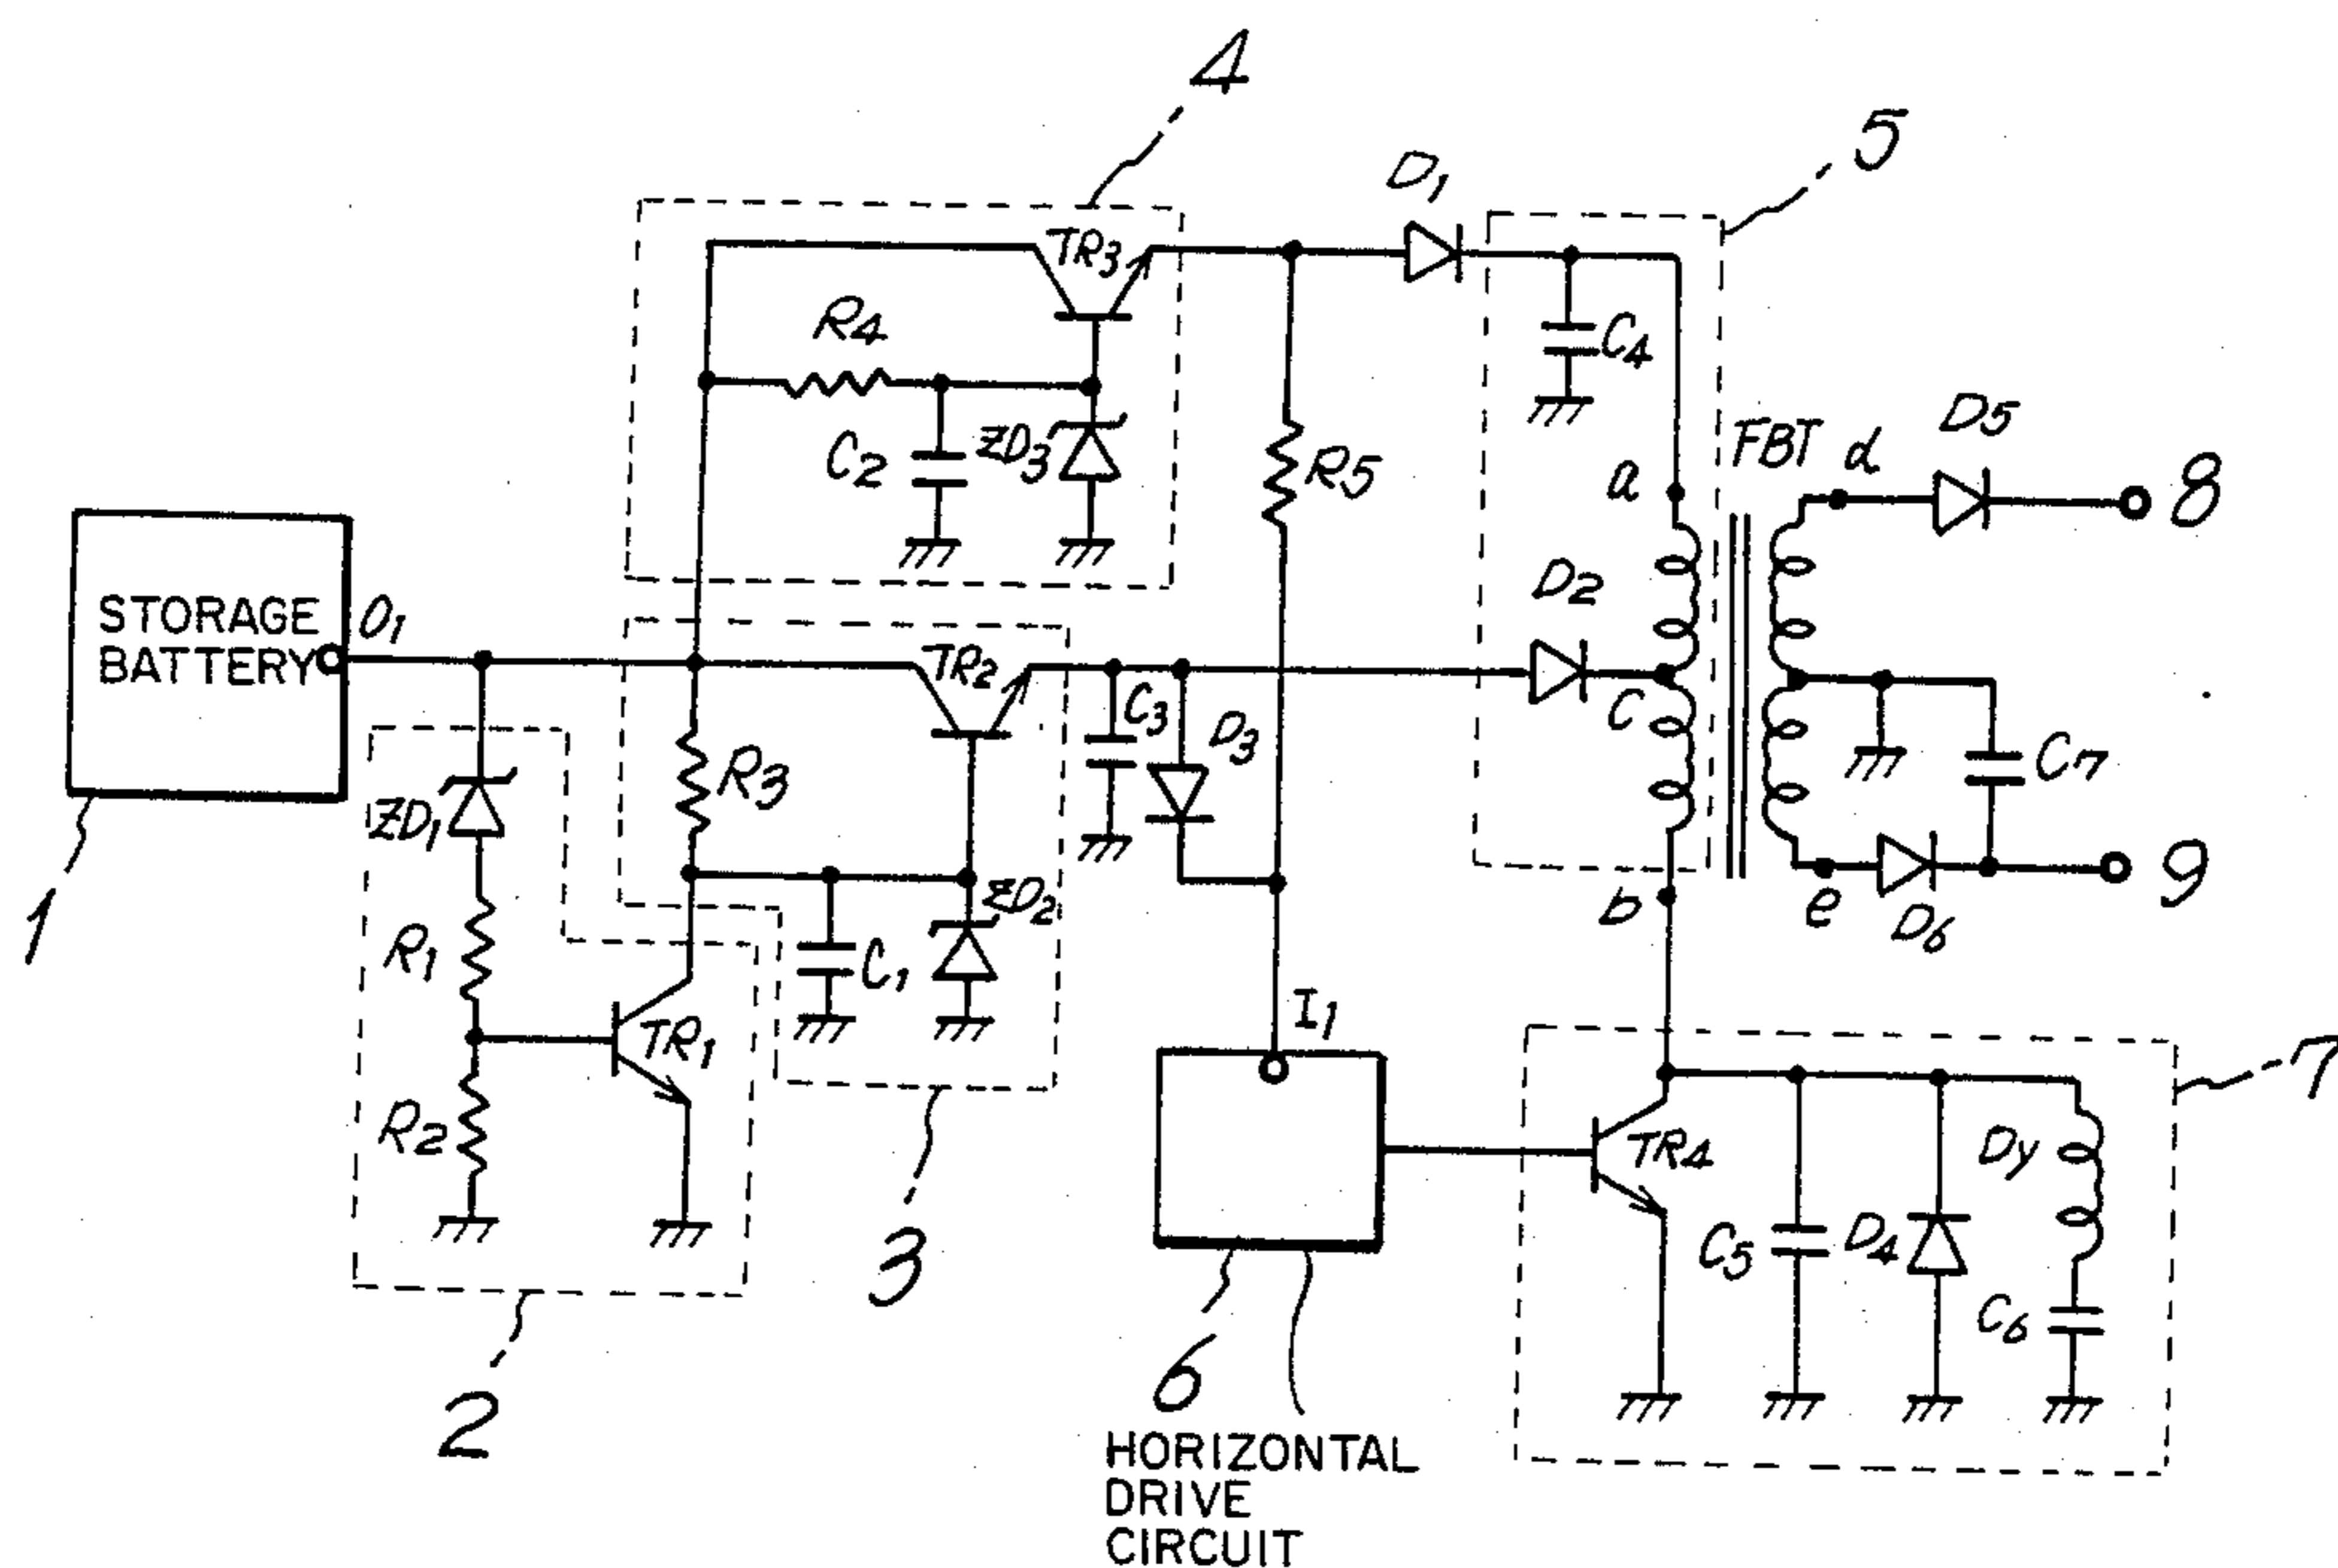 4
5
D1
TR3
R4
C4
C2
ZD3
R5
a
FBT
d
D5
8
D2
STORAGE
BATTERY
O1
TR2
C
C3
D3
C7
R3
ZD1
1
ZD2
b
e
D6
9
R1
C1
I1
TR1
7
R2
TR4
Dy
C5
D4
C6
3
2
6
HORIZONTAL
DRIVE
CIRCUIT